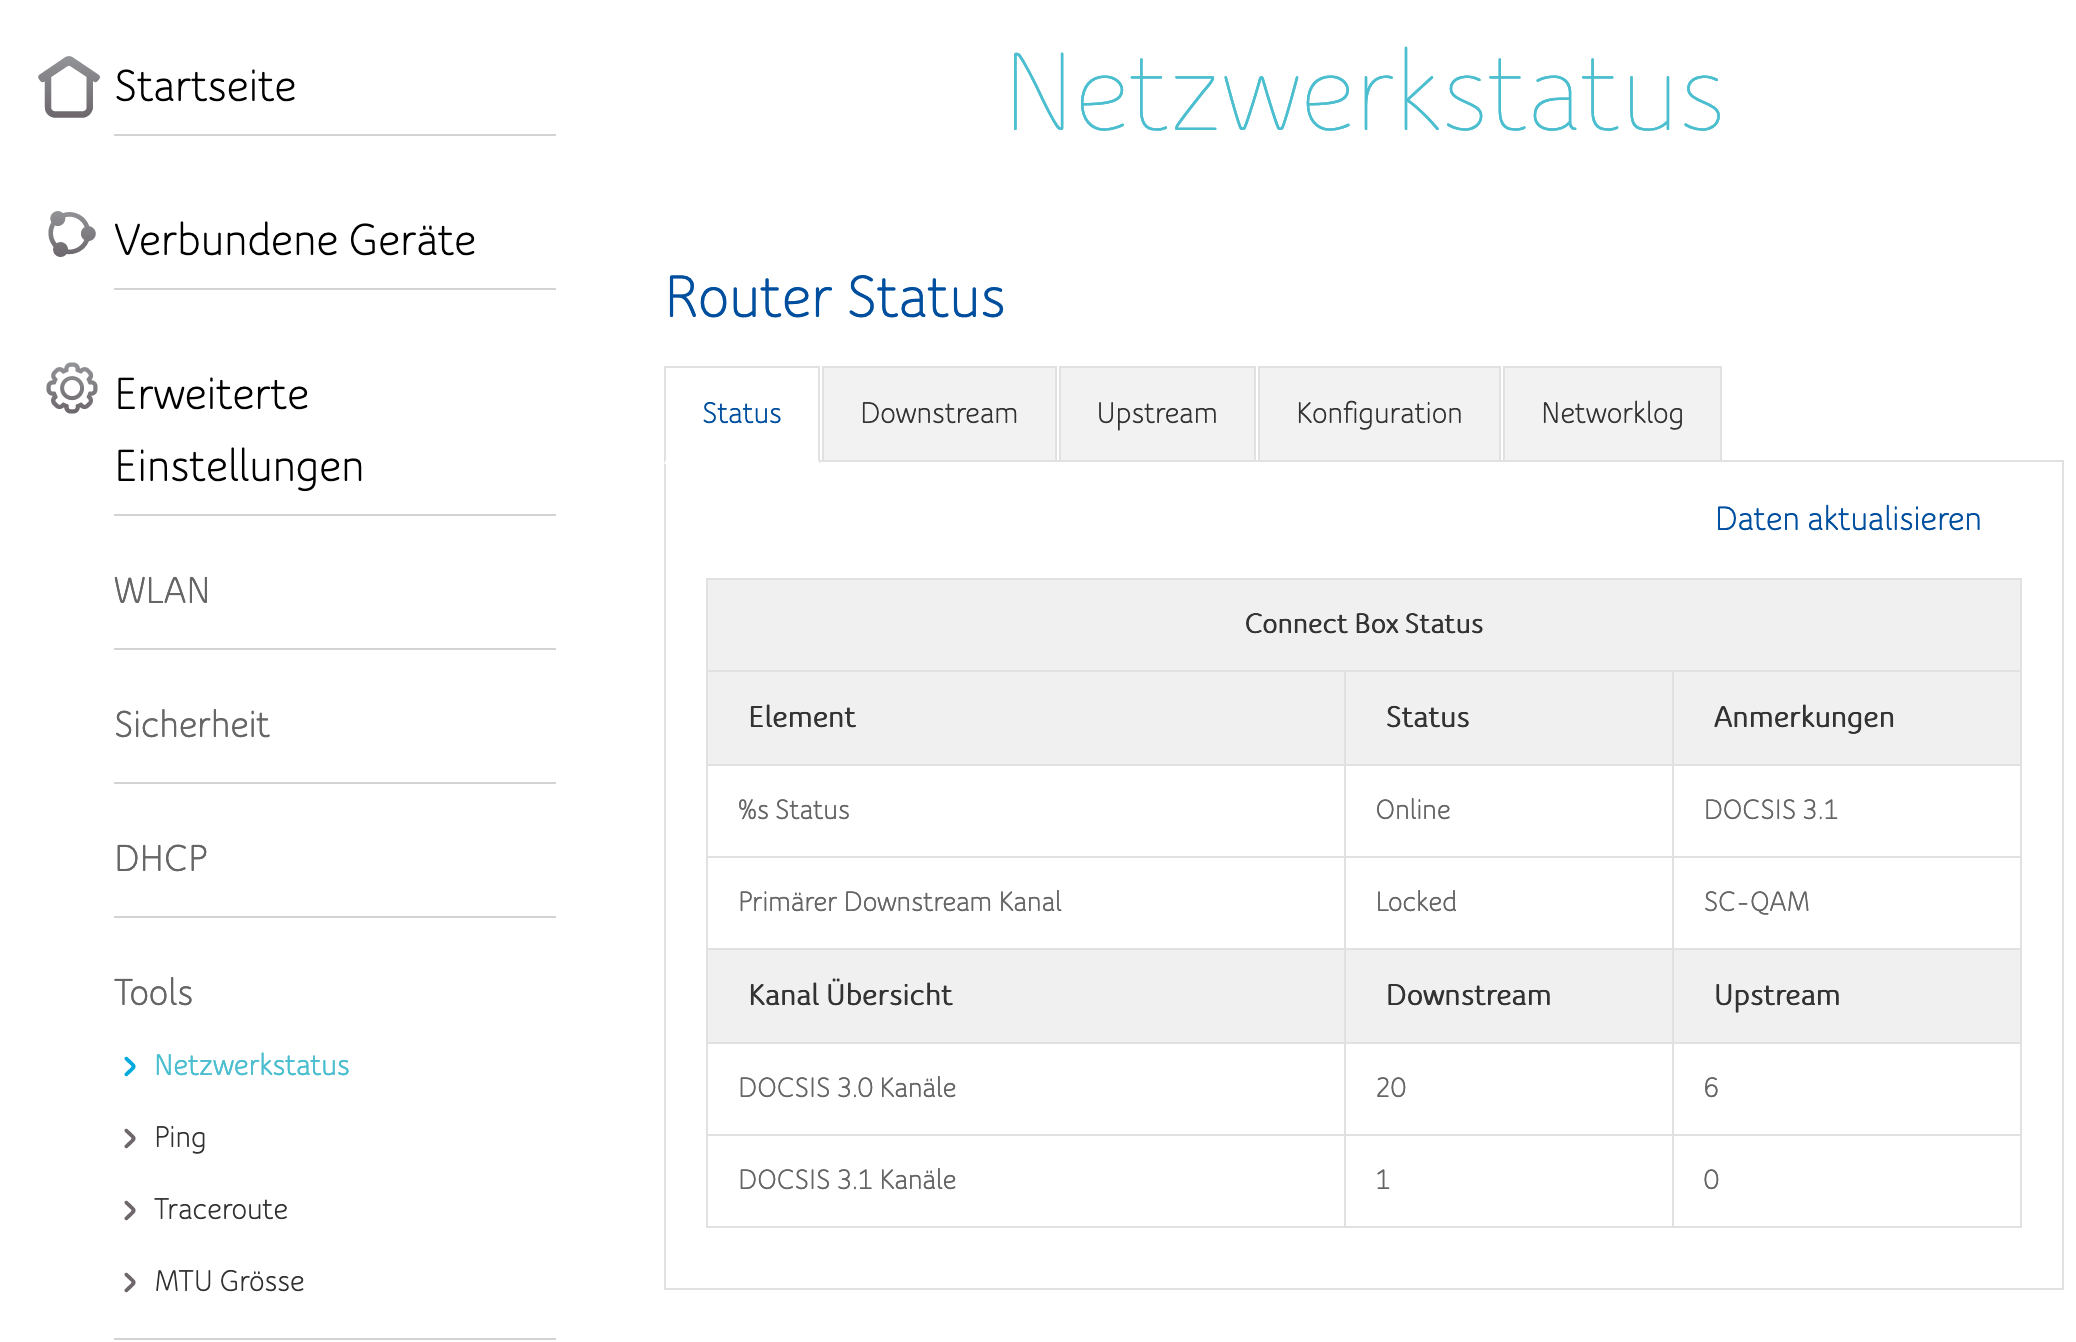 Startseite
Verbundene Geräte
Erweiterte
Einstellungen
WLAN
Sicherheit
DHCP
Tools
Netzwerkstatus
Ping
Traceroute
MTU Grösse
Netzwerkstatus
Router Status
Status Downstream Upstream Konfiguration Networklog
Daten aktualisieren
Connect Box Status
Element Status Anmerkungen
%s Status Online DOCSIS 3.1
Primärer Downstream Kanal Locked SC-QAM
Kanal Übersicht Downstream Upstream
DOCSIS 3.0 Kanäle 20 6
DOCSIS 3.1 Kanäle 1 0